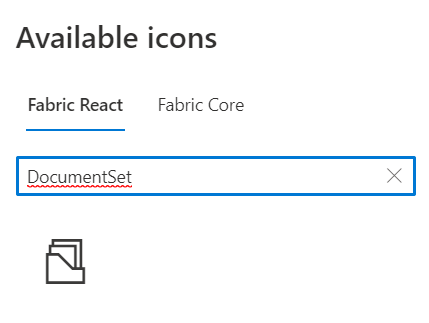 Available icons
Fabric React Fabric Core
DocumentSet